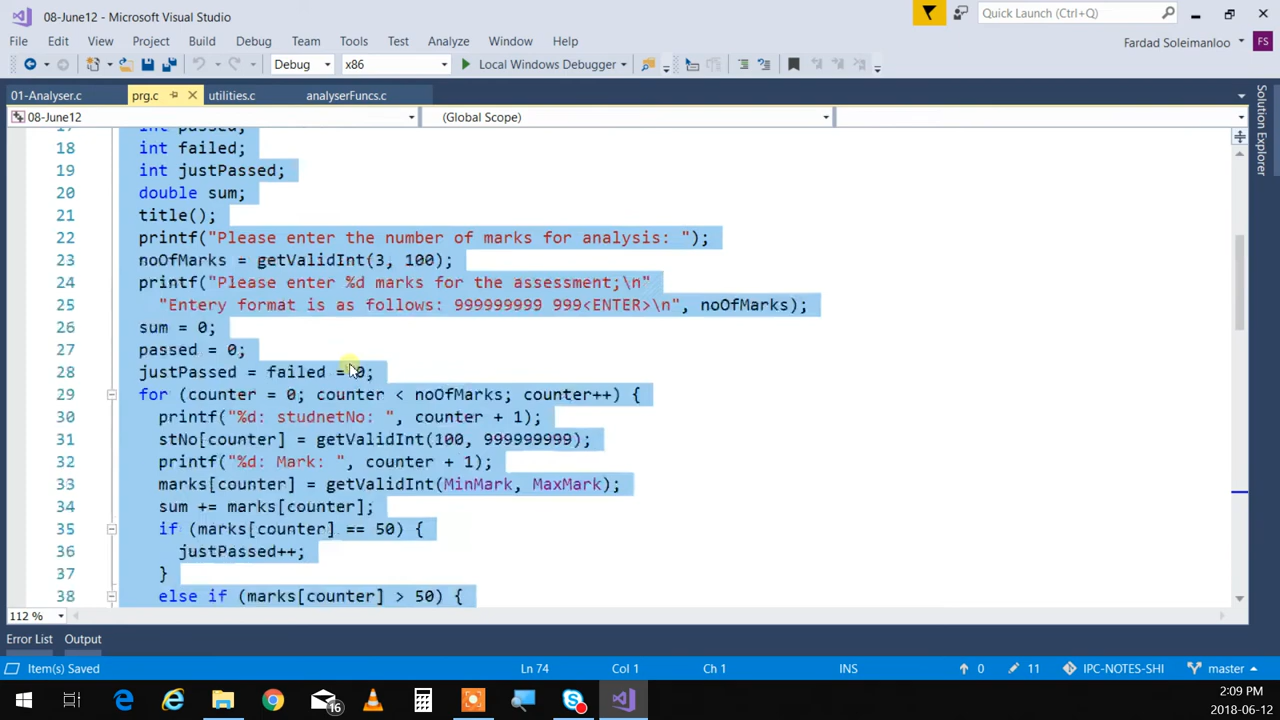 08-June12 - Microsoft Visual Studio
Quick Launch (Ctrl+Q)
File Edit View Project Build Debug Team Tools Test Analyze Window Help
Fardad Soleimanloo FS
Debug x86 Local Windows Debugger
01-Analyser.c prg.c utilities.c analyserFuncs.c
08-June12 (Global Scope)
Solution Explorer
17 int passed;
18 int failed;
19 int justPassed;
20 double sum;
21 title();
22 printf("Please enter the number of marks for analysis: ");
23 noOfMarks = getValidInt(3, 100);
24 printf("Please enter %d marks for the assessment;\n"
25 "Entery format is as follows: 999999999 999<ENTER>\n", noOfMarks);
26 sum = 0;
27 passed = 0;
28 justPassed = failed = 0;
29 for (counter = 0; counter < noOfMarks; counter++) {
30 printf("%d: studnetNo: ", counter + 1);
31 stNo[counter] = getValidInt(100, 999999999);
32 printf("%d: Mark: ", counter + 1);
33 marks[counter] = getValidInt(MinMark, MaxMark);
34 sum += marks[counter];
35 if (marks[counter] == 50) {
36 justPassed++;
37 }
38 else if (marks[counter] > 50) {
112 %
Error List Output
Item(s) Saved Ln 74 Col 1 Ch 1 INS 0 11 IPC-NOTES-SHI master
16
2:09 PM
2018-06-12